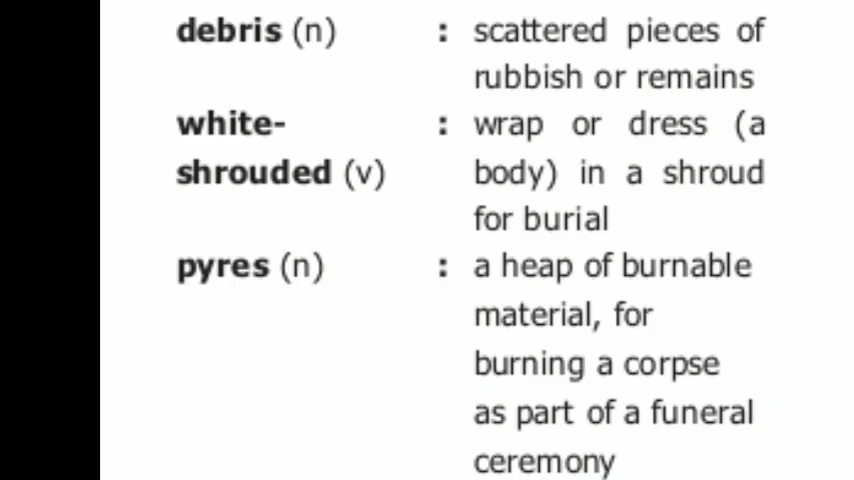 debris (n) : scattered pieces of
rubbish or remains
white- : wrap or dress (a
shrouded (v) body) in a shroud
for burial
pyres (n) : a heap of burnable
material, for
burning a corpse
as part of a funeral
ceremony